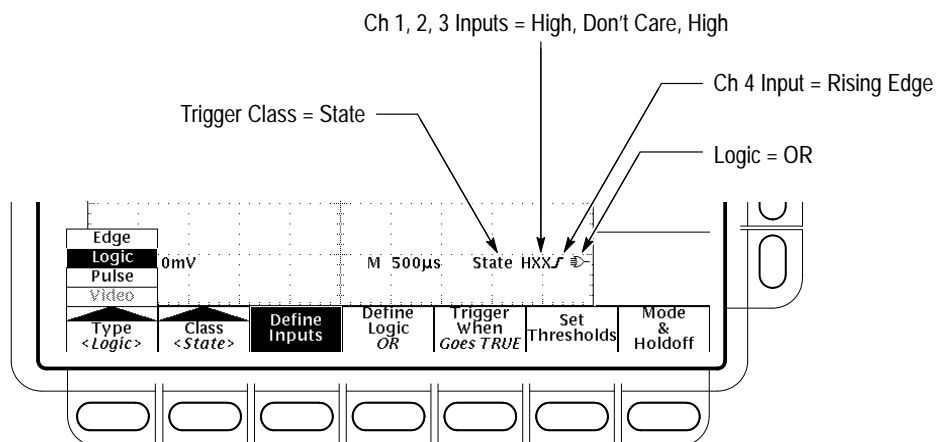 Ch 1, 2, 3 Inputs = High, Don't Care, High
Ch 4 Input = Rising Edge
Trigger Class = State
Logic = OR
Edge
Logic
Pulse
Video
0mV
M 500µs
State HXX
Type
<Logic>
Class
<State>
Define
Inputs
Define
Logic
OR
Trigger
When
Goes TRUE
Set
Thresholds
Mode
&
Holdoff